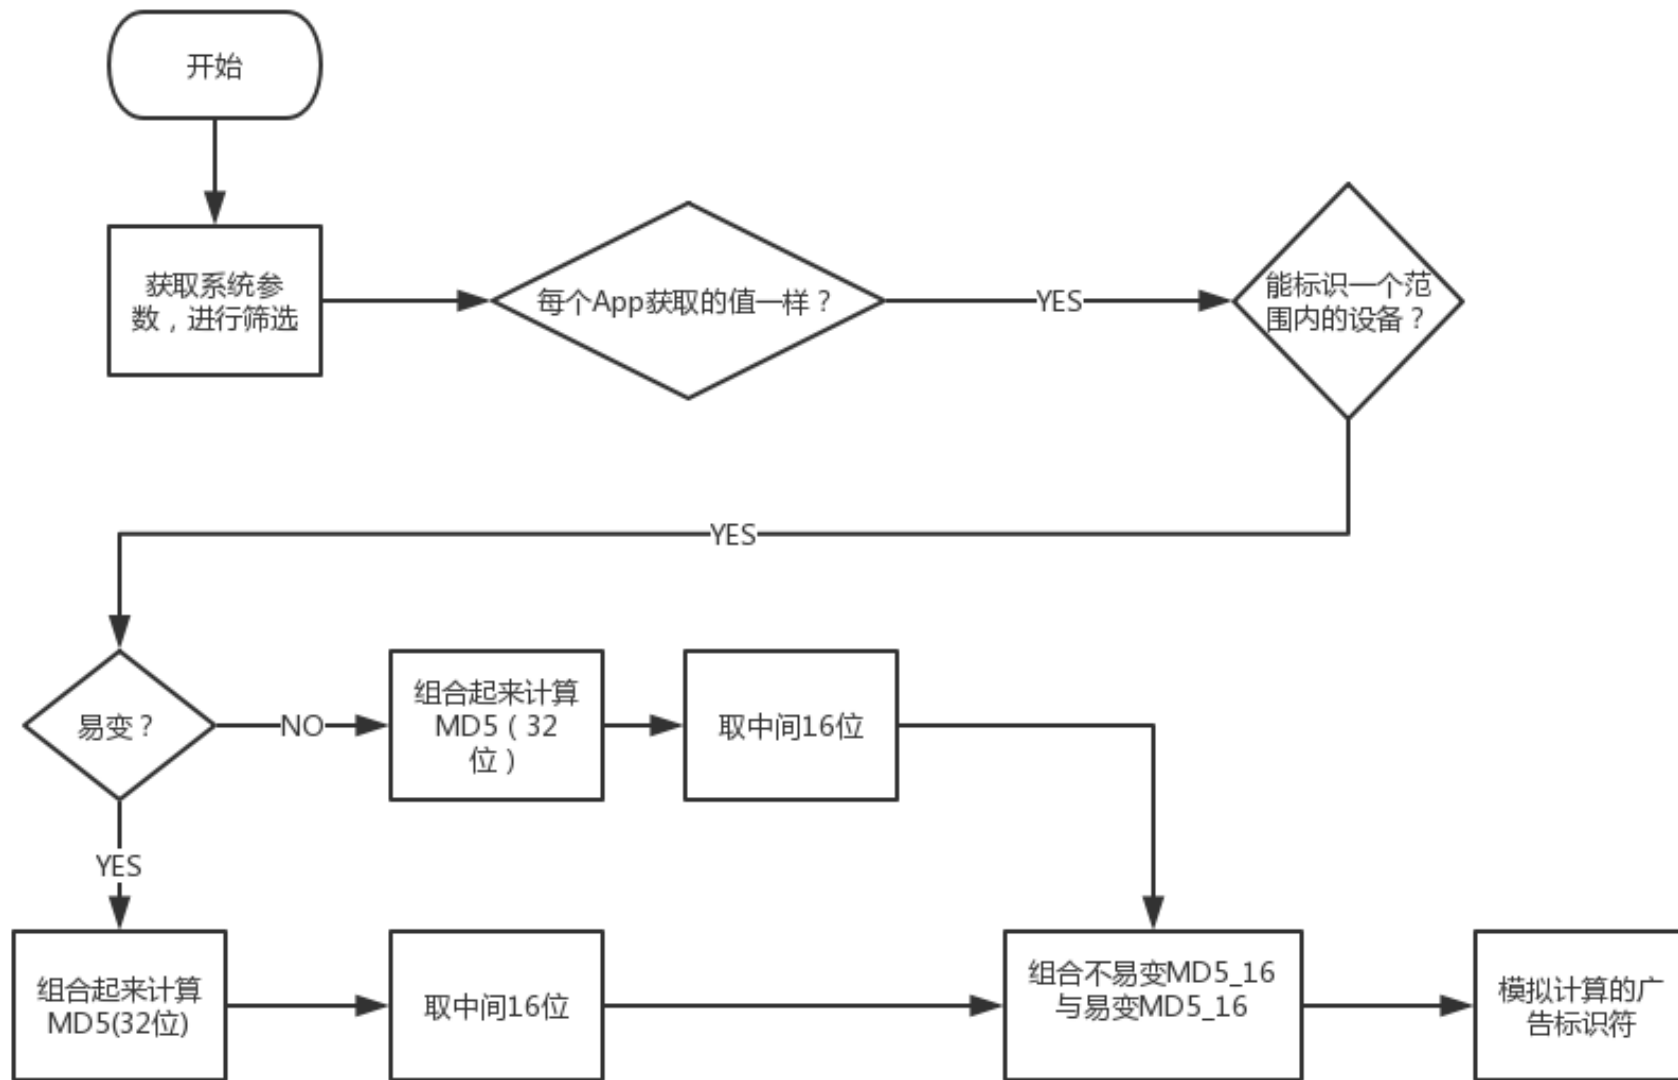 开始
获取系统参
数，进行筛选
每个App获取的值一样？
YES
能标识一个范
围内的设备？
YES
易变？
NO
组合起来计算
MD5（32
位）
取中间16位
YES
组合起来计算
MD5(32位)
取中间16位
组合不易变MD5_16
与易变MD5_16
模拟计算的广
告标识符